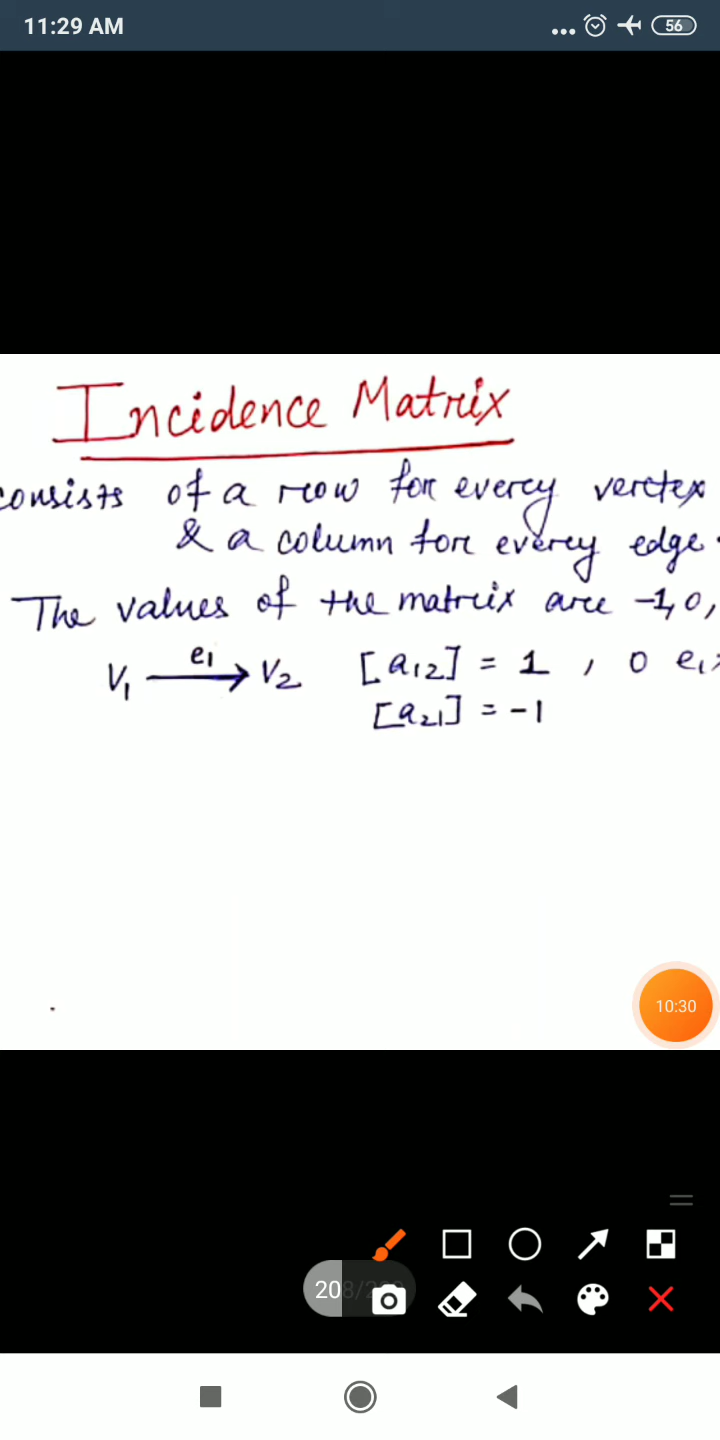 11:29 AM
56
Incidence Matrix
consists of a row for every vertex
& a column for every edge.
The values of the matrix are -1, 0,
V1 e1 → V2 [a12] = 1 , 0
[a21] = -1
10:30